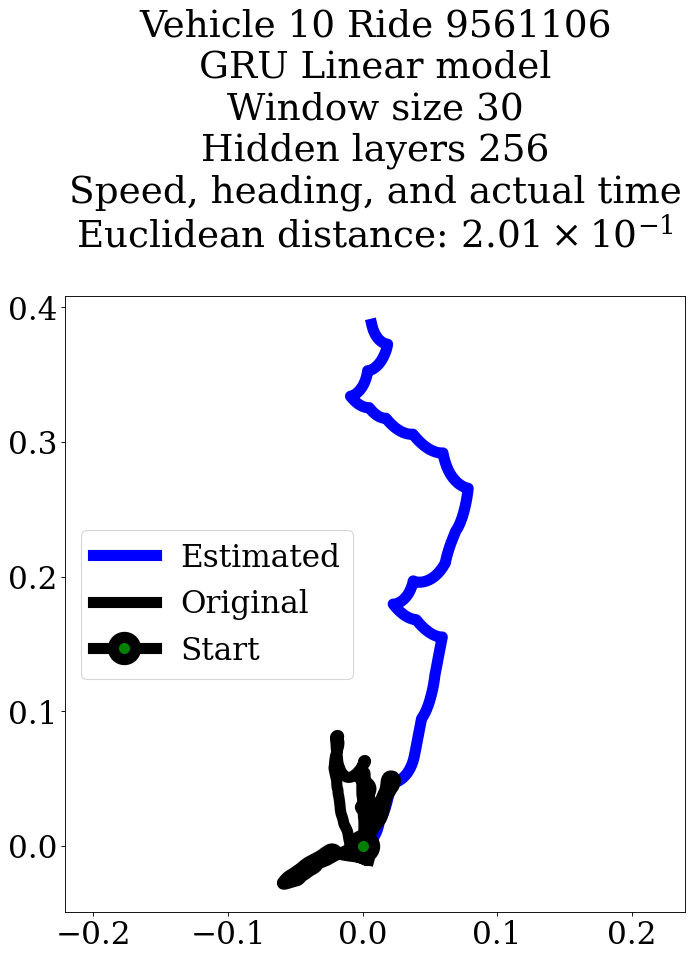 Vehicle 10 Ride 9561106
GRU Linear model
Window size 30
Hidden layers 256
Speed, heading, and actual time
Euclidean distance: 2.01 × 10⁻¹
0.4
0.3
0.2
0.1
0.0
Estimated
Original
Start
−0.2
−0.1
0.0
0.1
0.2